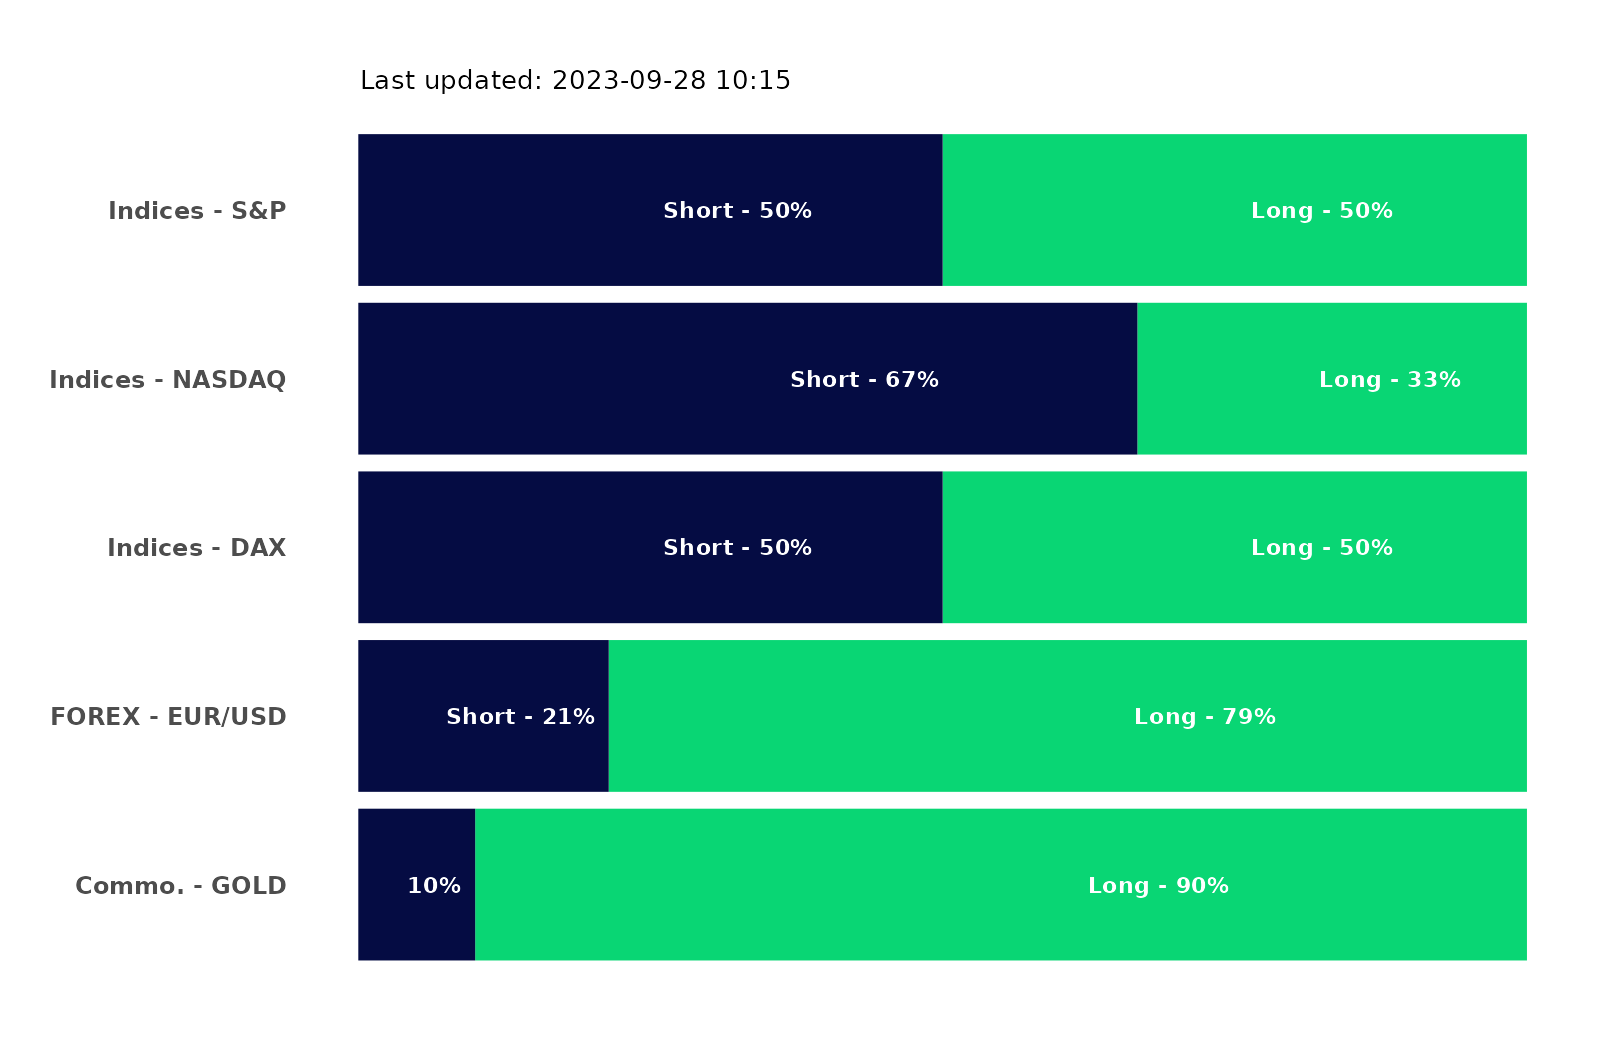 Last updated: 2023-09-28 10:15
Indices - S&P Short - 50% Long - 50%
Indices - NASDAQ Short - 67% Long - 33%
Indices - DAX Short - 50% Long - 50%
FOREX - EUR/USD Short - 21% Long - 79%
Commo. - GOLD 10% Long - 90%